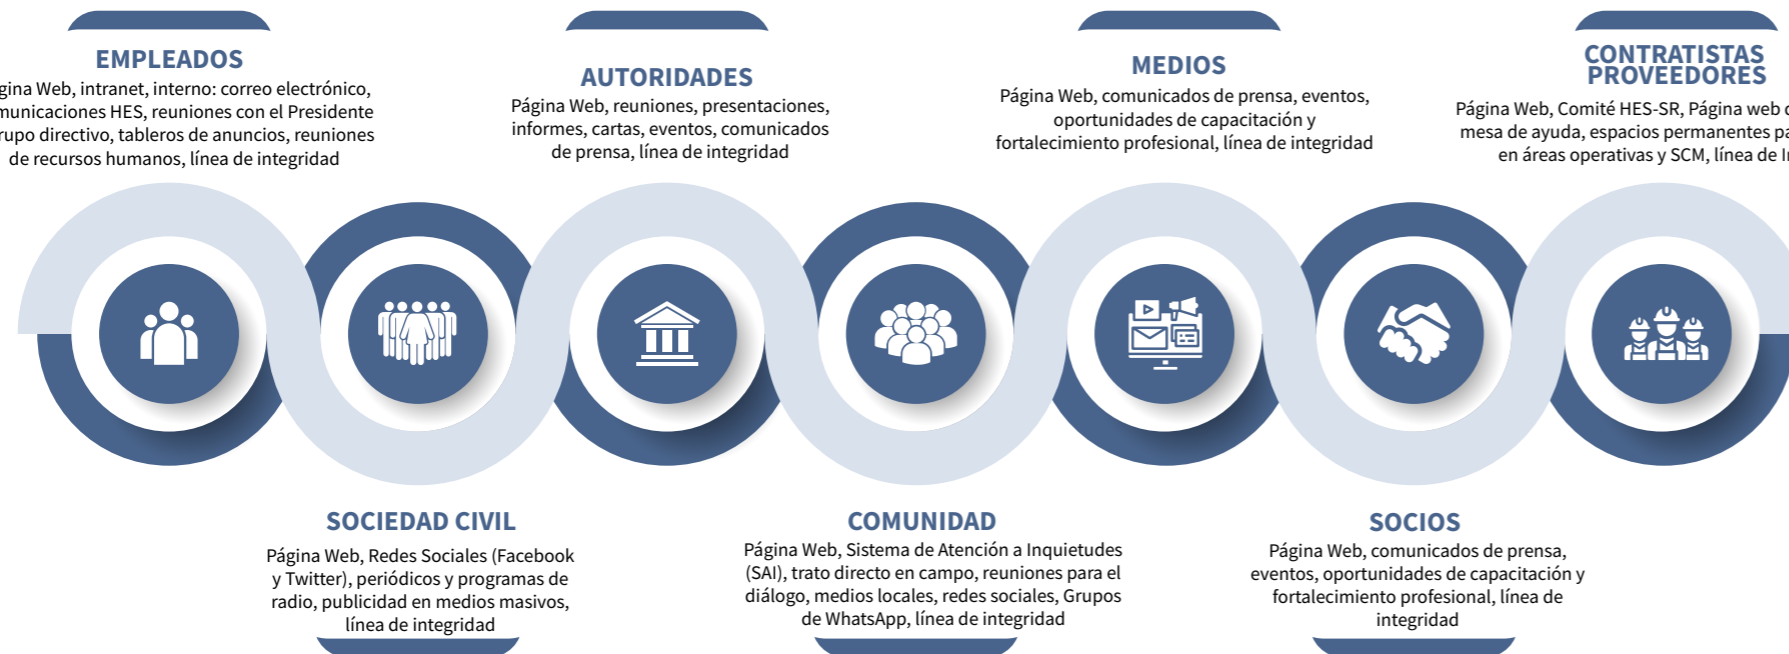 EMPLEADOS
Web, intranet, interno: correo electrónico,
HES, reuniones con el Presidente
directivo, tableros de anuncios, reuniones
de recursos humanos, línea de integridad
AUTORIDADES
Página Web, reuniones, presentaciones,
informes, cartas, eventos, comunicados
de prensa, línea de integridad
MEDIOS
Página Web, comunicados de prensa, eventos,
oportunidades de capacitación y
fortalecimiento profesional, línea de integridad
CONTRATISTAS
PROVEEDORES
Página Web, Comité HES-SR, Página web
mesa de ayuda, espacios permanentes
en áreas operativas y SCM, línea de
SOCIEDAD CIVIL
Página Web, Redes Sociales (Facebook
y Twitter), periódicos y programas de
radio, publicidad en medios masivos,
línea de integridad
COMUNIDAD
Página Web, Sistema de Atención a Inquietudes
(SAI), trato directo en campo, reuniones para el
diálogo, medios locales, redes sociales, Grupos
de WhatsApp, línea de integridad
SOCIOS
Página Web, comunicados de prensa,
eventos, oportunidades de capacitación y
fortalecimiento profesional, línea de
integridad